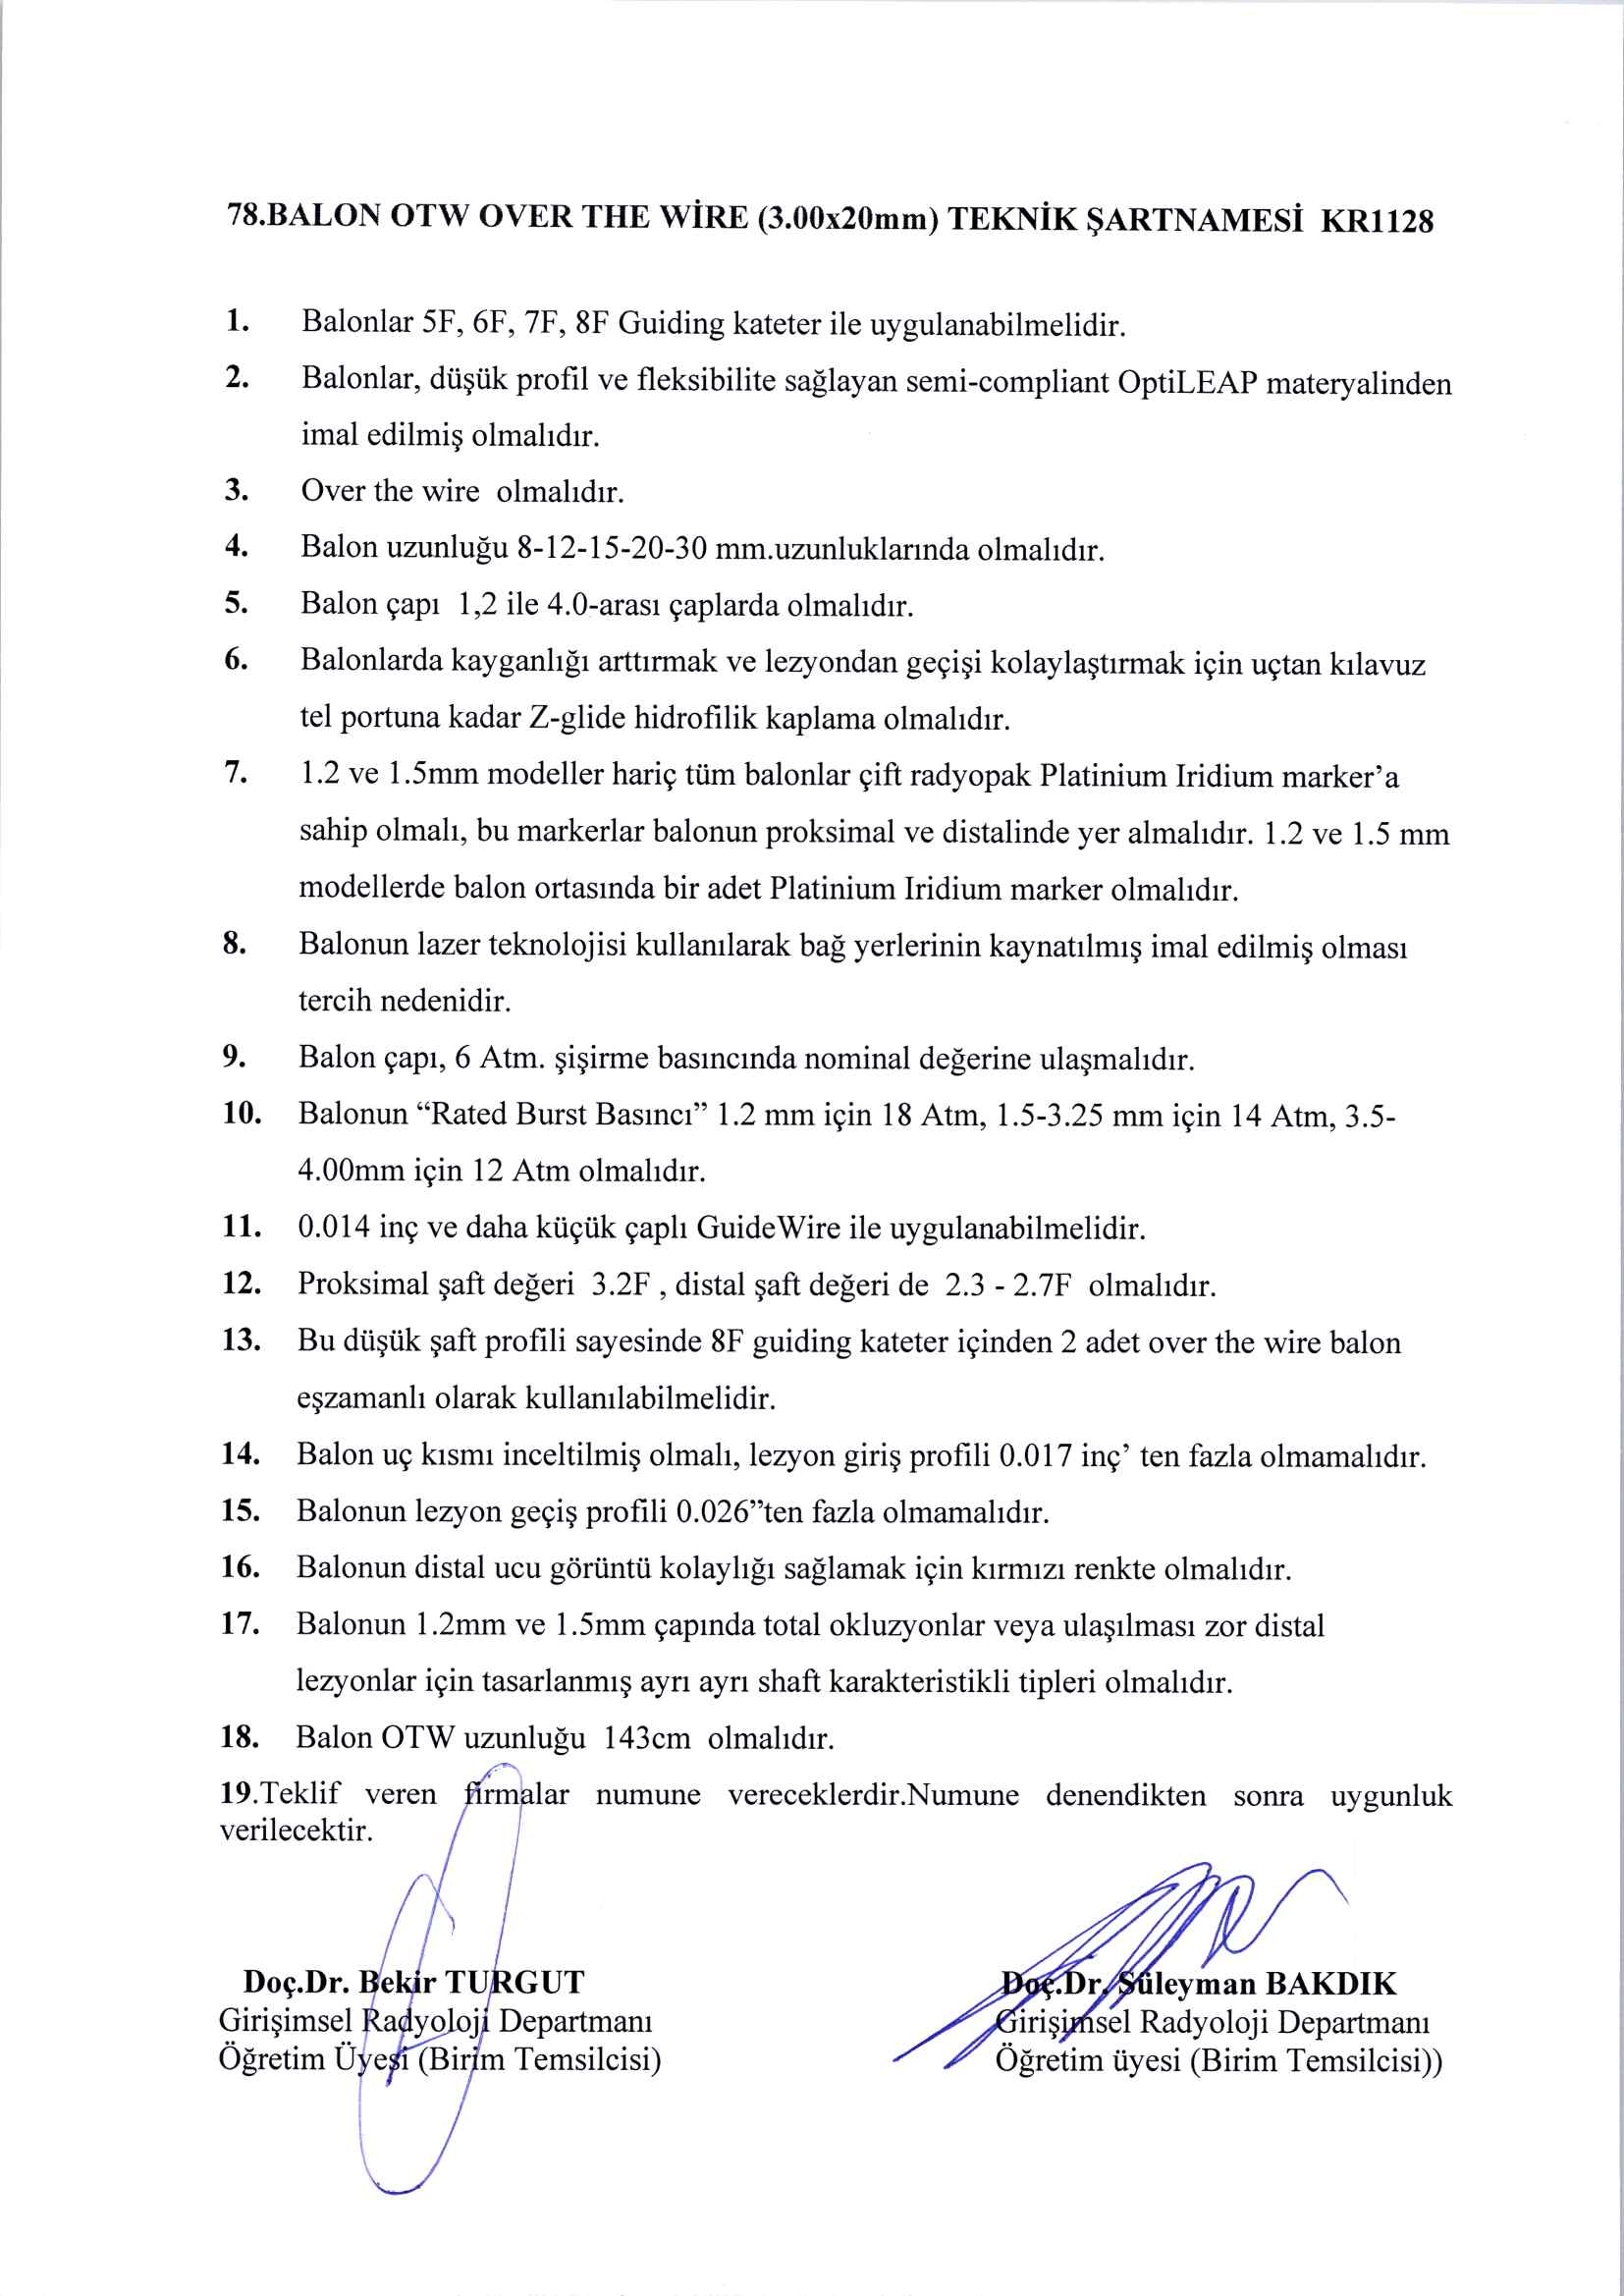 78.BALON OTW OVER THE WİRE (3.00x20mm) TEKNİK ŞARTNAMESİ KR1128
1. Balonlar 5F, 6F, 7F, 8F Guiding kateter ile uygulanabilmelidir.
2. Balonlar, düşük profil ve fleksibilite sağlayan semi-compliant OptiLEAP materyalinden
imal edilmiş olmalıdır.
3. Over the wire olmalıdır.
4. Balon uzunluğu 8-12-15-20-30 mm.uzunluklarında olmalıdır.
5. Balon çapı 1,2 ile 4.0-arası çaplarda olmalıdır.
6. Balonlarda kayganlığı arttırmak ve lezyondan geçişi kolaylaştırmak için uçtan kılavuz
tel portuna kadar Z-glide hidrofilik kaplama olmalıdır.
7. 1.2 ve 1.5mm modeller hariç tüm balonlar çift radyopak Platinium Iridium marker’a
sahip olmalı, bu markerlar balonun proksimal ve distalinde yer almalıdır. 1.2 ve 1.5 mm
modellerde balon ortasında bir adet Platinium Iridium marker olmalıdır.
8. Balonun lazer teknolojisi kullanılarak bağ yerlerinin kaynatılmış imal edilmiş olması
tercih nedenidir.
9. Balon çapı, 6 Atm. şişirme basıncında nominal değerine ulaşmalıdır.
10. Balonun “Rated Burst Basıncı” 1.2 mm için 18 Atm, 1.5-3.25 mm için 14 Atm, 3.5-
4.00mm için 12 Atm olmalıdır.
11. 0.014 inç ve daha küçük çaplı GuideWire ile uygulanabilmelidir.
12. Proksimal şaft değeri 3.2F , distal şaft değeri de 2.3 - 2.7F olmalıdır.
13. Bu düşük şaft profili sayesinde 8F guiding kateter içinden 2 adet over the wire balon
eşzamanlı olarak kullanılabilmelidir.
14. Balon uç kısmı inceltilmiş olmalı, lezyon giriş profili 0.017 inç’ ten fazla olmamalıdır.
15. Balonun lezyon geçiş profili 0.026”ten fazla olmamalıdır.
16. Balonun distal ucu görüntü kolaylığı sağlamak için kırmızı renkte olmalıdır.
17. Balonun 1.2mm ve 1.5mm çapında total okluzyonlar veya ulaşılması zor distal
lezyonlar için tasarlanmış ayrı ayrı shaft karakteristikli tipleri olmalıdır.
18. Balon OTW uzunluğu 143cm olmalıdır.
19.Teklif veren firmalar numune vereceklerdir.Numune denendikten sonra uygunluk
verilecektir.
Doç.Dr. Bekir TURGUT
Girişimsel Radyoloji Departmanı
Öğretim Üyesi (Birim Temsilcisi)
Doç.Dr. Süleyman BAKDIK
Girişimsel Radyoloji Departmanı
Öğretim üyesi (Birim Temsilcisi))